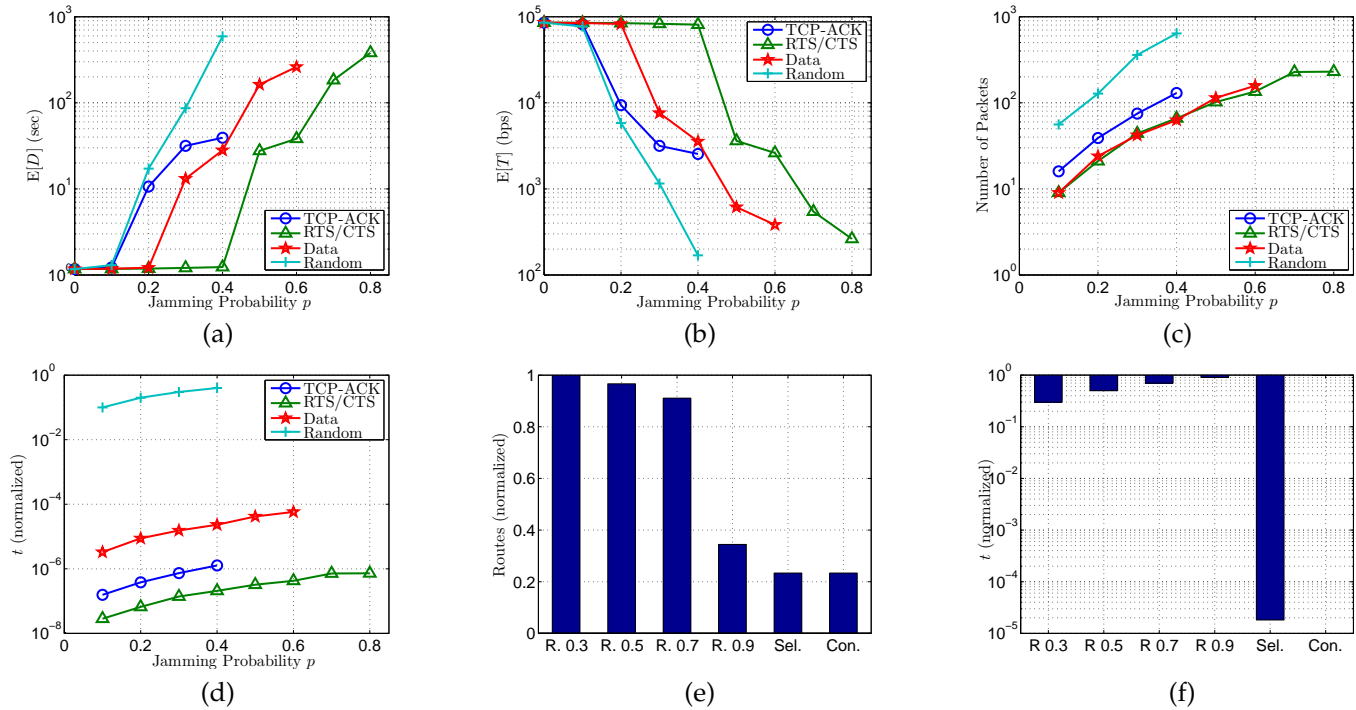 10^3
10^2
10^1
10^0
E[D] (sec)
0
0.2
0.4
0.6
0.8
Jamming Probability p
TCP-ACK
RTS/CTS
Data
Random
(a)
10^5
10^4
10^3
10^2
E[T] (bps)
0
0.2
0.4
0.6
0.8
Jamming Probability p
TCP-ACK
RTS/CTS
Data
Random
(b)
10^3
10^2
10^1
10^0
Number of Packets
0
0.2
0.4
0.6
0.8
Jamming Probability p
TCP-ACK
RTS/CTS
Data
Random
(c)
10^0
10^-2
10^-4
10^-6
10^-8
t (normalized)
0
0.2
0.4
0.6
0.8
Jamming Probability p
TCP-ACK
RTS/CTS
Data
Random
(d)
1
0.8
0.6
0.4
0.2
0
Routes (normalized)
R. 0.3 R. 0.5 R. 0.7 R. 0.9 Sel. Con.
(e)
10^0
10^-1
10^-2
10^-3
10^-4
10^-5
t (normalized)
R 0.3 R 0.5 R 0.7 R 0.9 Sel. Con.
(f)